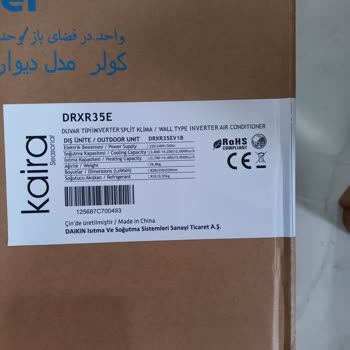 واحد در فضای باز / واحد
کولر مدل دیوار
kaira
Seasonal
DRXR35E
DUVAR TİPİ INVERTER SPLIT KLİMA / WALL TYPE INVERTER AIR CONDITIONER
DIŞ ÜNİTE / OUTDOOR UNIT DRXR35EV1B
Elektrik Beslemesi / Power Supply
Soğutma Kapasitesi / Cooling Capacity
Isıtma Kapasitesi / Heating Capacity
Ağırlık / Weight
Boyutlar / Dimensions (LxWxH)
Soğutucu Akışkan / Refrigerant
RoHS
COMPLIANT
CE
125687C700493
Çin'de üretilmiştir / Made in China
DAIKIN Isıtma Ve Soğutma Sistemleri Sanayi Ticaret A.Ş.